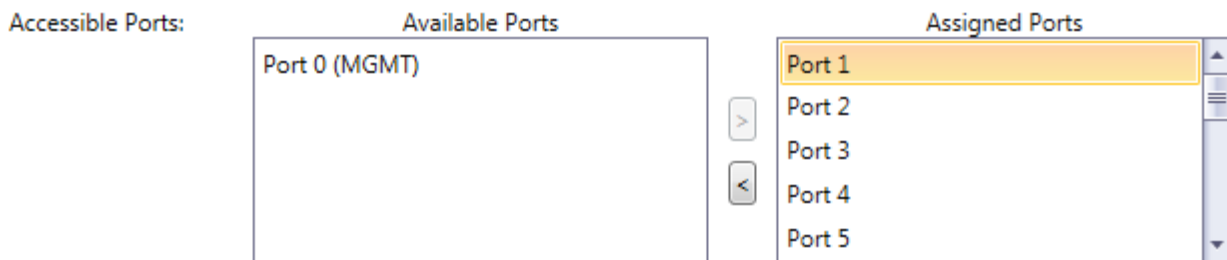 Accessible Ports:
Available Ports
Port 0 (MGMT)
>
<
Assigned Ports
Port 1
Port 2
Port 3
Port 4
Port 5